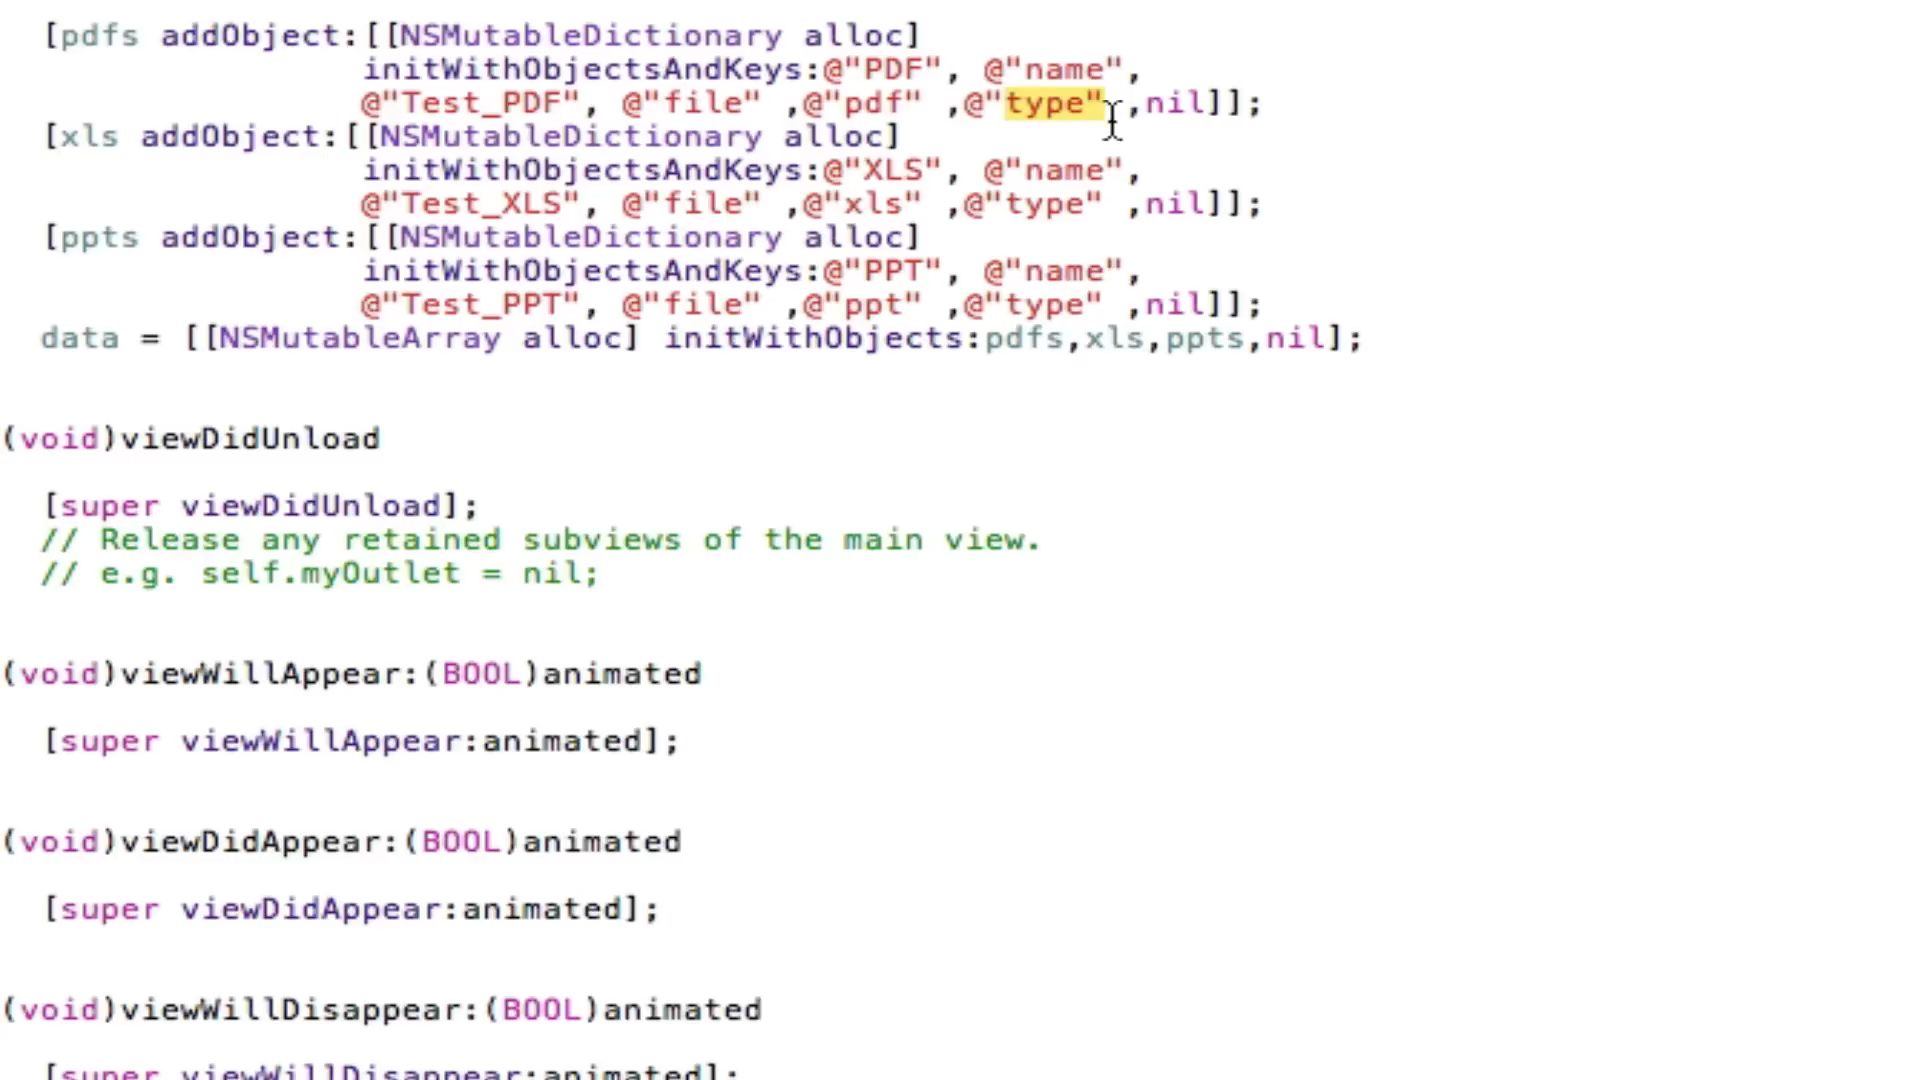 [pdfs addObject:[[NSMutableDictionary alloc]
initWithObjectsAndKeys:@"PDF", @"name",
@"Test_PDF", @"file" ,@"pdf" ,@"type" ,nil]];
[xls addObject:[[NSMutableDictionary alloc]
initWithObjectsAndKeys:@"XLS", @"name",
@"Test_XLS", @"file" ,@"xls" ,@"type" ,nil]];
[ppts addObject:[[NSMutableDictionary alloc]
initWithObjectsAndKeys:@"PPT", @"name",
@"Test_PPT", @"file" ,@"ppt" ,@"type" ,nil]];
data = [[NSMutableArray alloc] initWithObjects:pdfs,xls,ppts,nil];
(void)viewDidUnload
[super viewDidUnload];
// Release any retained subviews of the main view.
// e.g. self.myOutlet = nil;
(void)viewWillAppear:(BOOL)animated
[super viewWillAppear:animated];
(void)viewDidAppear:(BOOL)animated
[super viewDidAppear:animated];
(void)viewWillDisappear:(BOOL)animated
[super viewWillDisappear:animated];